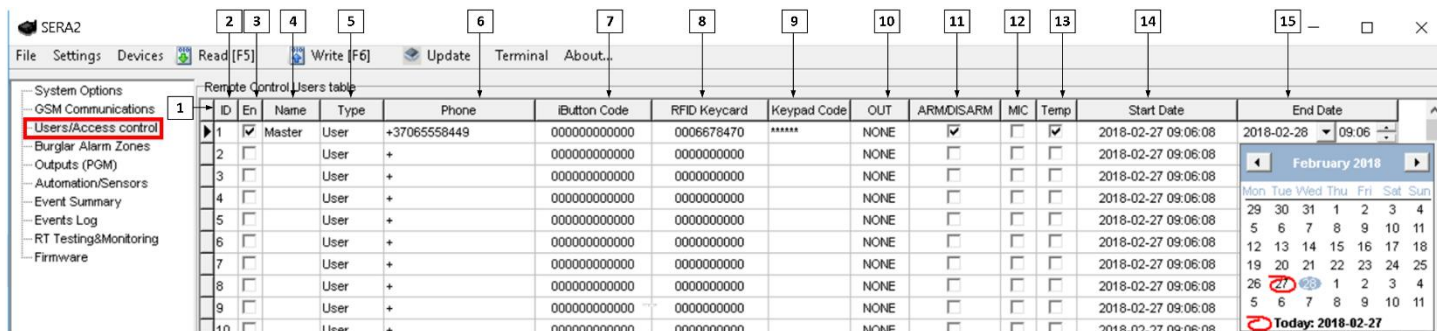 2 3 4 5 6 7 8 9 10 11 12 13 14 15
SERA2
File Settings Devices Read [F5] Write [F6] Update Terminal About...
System Options
GSM Communications
Users/Access control
Burglar Alarm Zones
Outputs (PGM)
Automation/Sensors
Event Summary
Events Log
RT Testing&Monitoring
Firmware
Remote Control Users table
1 ID En Name Type Phone iButton Code RFID Keycard Keypad Code OUT ARM/DISARM MIC Temp Start Date End Date
1 Master User +37065558449 000000000000 0006678470 ****** NONE 2018-02-27 09:06:08 2018-02-28 09:06
2 User + 000000000000 0000000000 NONE 2018-02-27 09:06:08
3 User + 000000000000 0000000000 NONE 2018-02-27 09:06:08
4 User + 000000000000 0000000000 NONE 2018-02-27 09:06:08
5 User + 000000000000 0000000000 NONE 2018-02-27 09:06:08
6 User + 000000000000 0000000000 NONE 2018-02-27 09:06:08
7 User + 000000000000 0000000000 NONE 2018-02-27 09:06:08
8 User + 000000000000 0000000000 NONE 2018-02-27 09:06:08
9 User + 000000000000 0000000000 NONE 2018-02-27 09:06:08
10 User + 000000000000 0000000000 NONE 2018-02-27 09:06:08
February 2018
Mon Tue Wed Thu Fri Sat Sun
29 30 31 1 2 3 4
5 6 7 8 9 10 11
12 13 14 15 16 17 18
19 20 21 22 23 24 25
26 27 28 1 2 3 4
5 6 7 8 9 10 11
Today: 2018-02-27